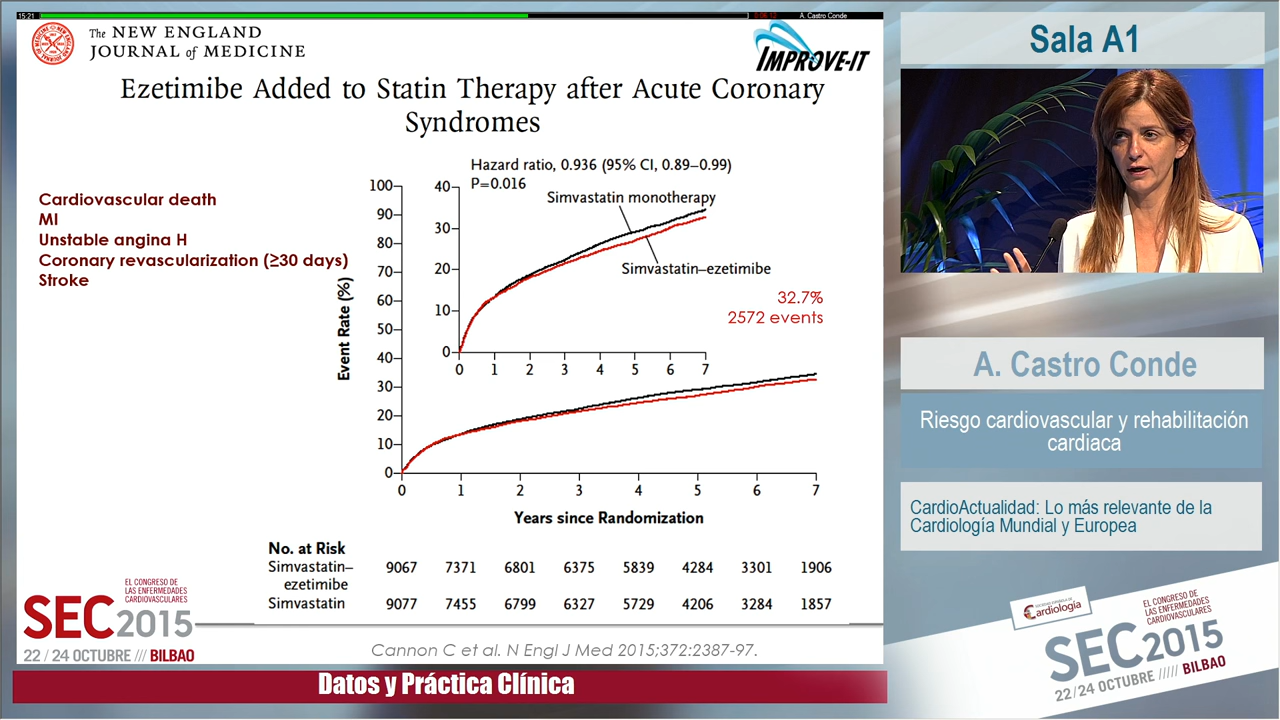 15:21
A. Castro Conde
The NEW ENGLAND
JOURNAL of MEDICINE
IMPROVE-IT
Ezetimibe Added to Statin Therapy after Acute Coronary
Syndromes
Cardiovascular death
MI
Unstable angina H
Coronary revascularization (≥30 days)
Stroke
Hazard ratio, 0.936 (95% CI, 0.89–0.99)
P=0.016
Simvastatin monotherapy
Simvastatin–ezetimibe
40
30
20
10
0
0 1 2 3 4 5 6 7
32.7%
2572 events
Event Rate (%)
100
90
80
70
60
50
40
30
20
10
0
0 1 2 3 4 5 6 7
Years since Randomization
No. at Risk
Simvastatin–
ezetimibe
9067 7371 6801 6375 5839 4284 3301 1906
Simvastatin 9077 7455 6799 6327 5729 4206 3284 1857
EL CONGRESO DE
LAS ENFERMEDADES
CARDIOVASCULARES
SEC2015
22 / 24 OCTUBRE /// BILBAO
Cannon C et al. N Engl J Med 2015;372:2387-97.
Datos y Práctica Clínica
Sala A1
A. Castro Conde
Riesgo cardiovascular y rehabilitación
cardiaca
CardioActualidad: Lo más relevante de la
Cardiología Mundial y Europea
SOCIEDAD ESPAÑOLA DE
Cardiología
EL CONGRESO DE
LAS ENFERMEDADES
CARDIOVASCULARES
SEC2015
22/24 OCTUBRE ///// BILBAO